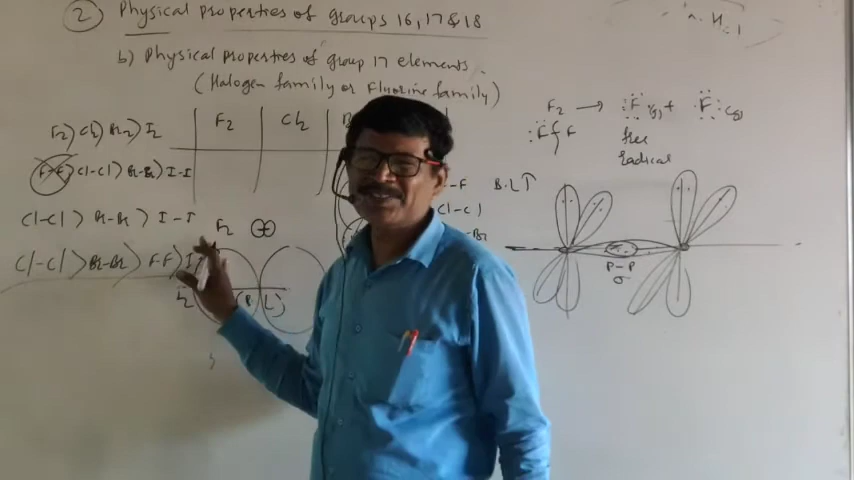 ② Physical properties of groups 16, 17 & 18
b) Physical properties of group 17 elements.
(Halogen family or Fluorine family)
F₂ Cl₂
F₂ > Cl₂ > Br₂ > I₂
F-F > Cl-Cl > Br-Br > I-I
Cl-Cl > Br-Br > I-I
Cl-Cl > Br-Br > F-F >
F₂
-F B.L↑
F₂ → :F (g) + ·F: (g)
:F F
free
radical
P-P
σ